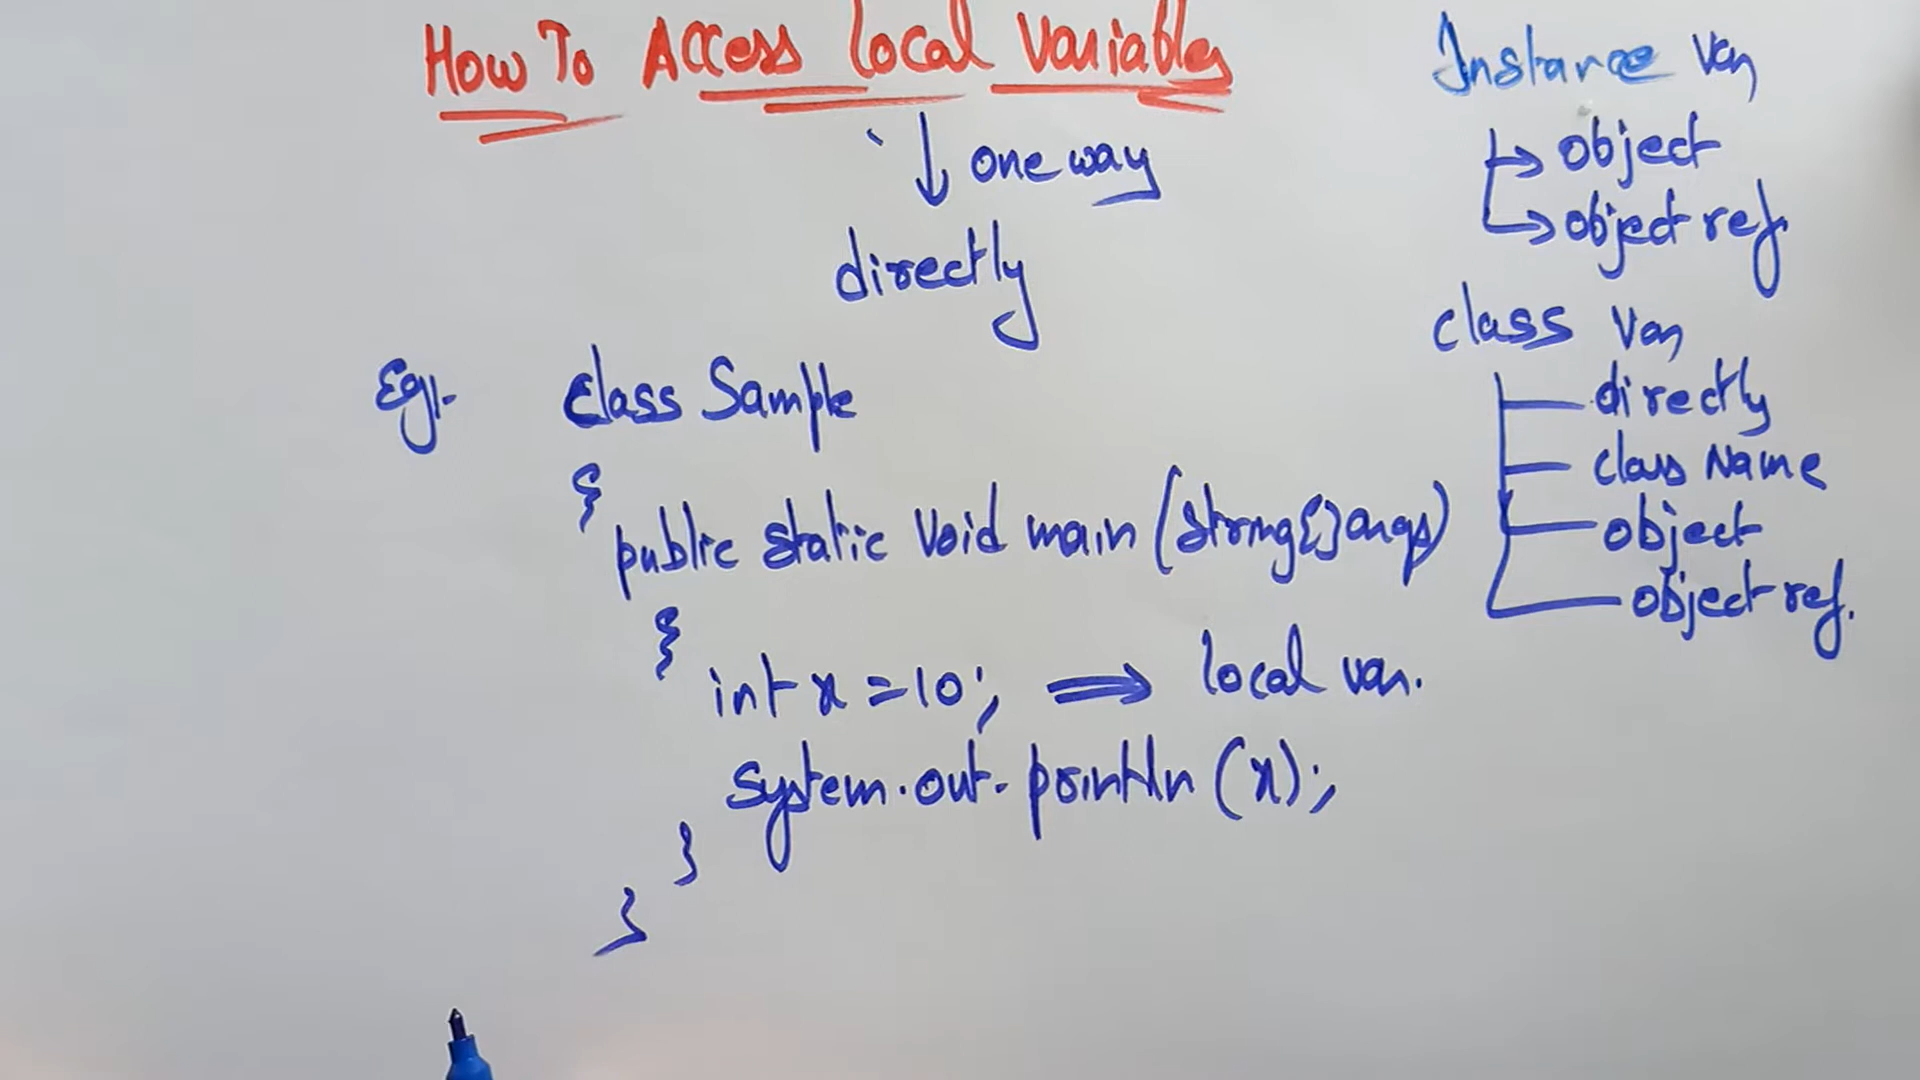 How To Access local variables
one way
directly
Eg1.
class Sample
{
public static void main (String[] args)
{
int x = 10; ⇒ local var.
System.out.println (x);
}
}
Instance var
object
object ref.
class var
directly
class Name
object
object ref.